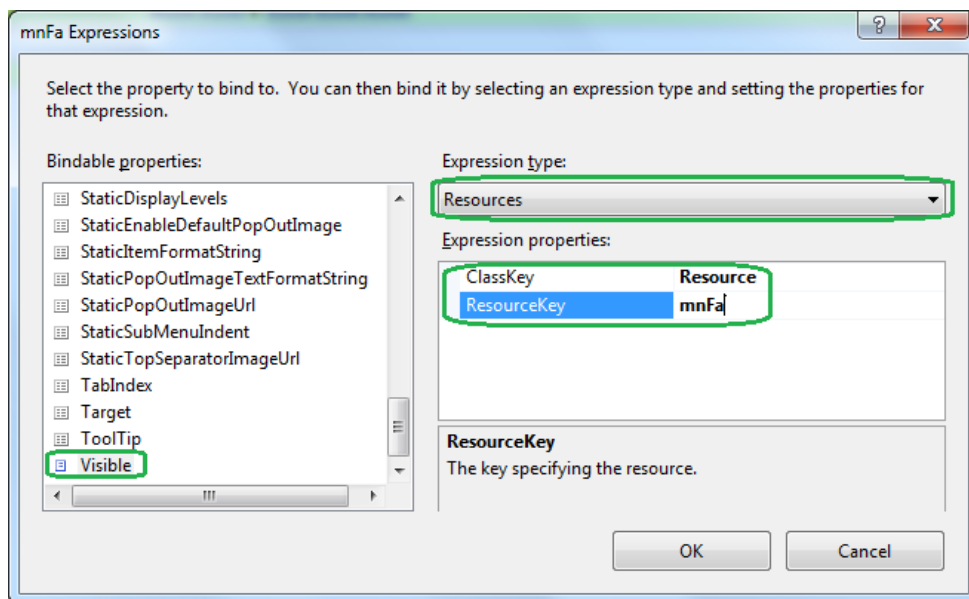 mnFa Expressions
?
X
Select the property to bind to.  You can then bind it by selecting an expression type and setting the properties for
that expression.
Bindable properties:
StaticDisplayLevels
StaticEnableDefaultPopOutImage
StaticItemFormatString
StaticPopOutImageTextFormatString
StaticPopOutImageUrl
StaticSubMenuIndent
StaticTopSeparatorImageUrl
TabIndex
Target
ToolTip
Visible
Expression type:
Resources
Expression properties:
ClassKey Resource
ResourceKey mnFa
ResourceKey
The key specifying the resource.
OK
Cancel